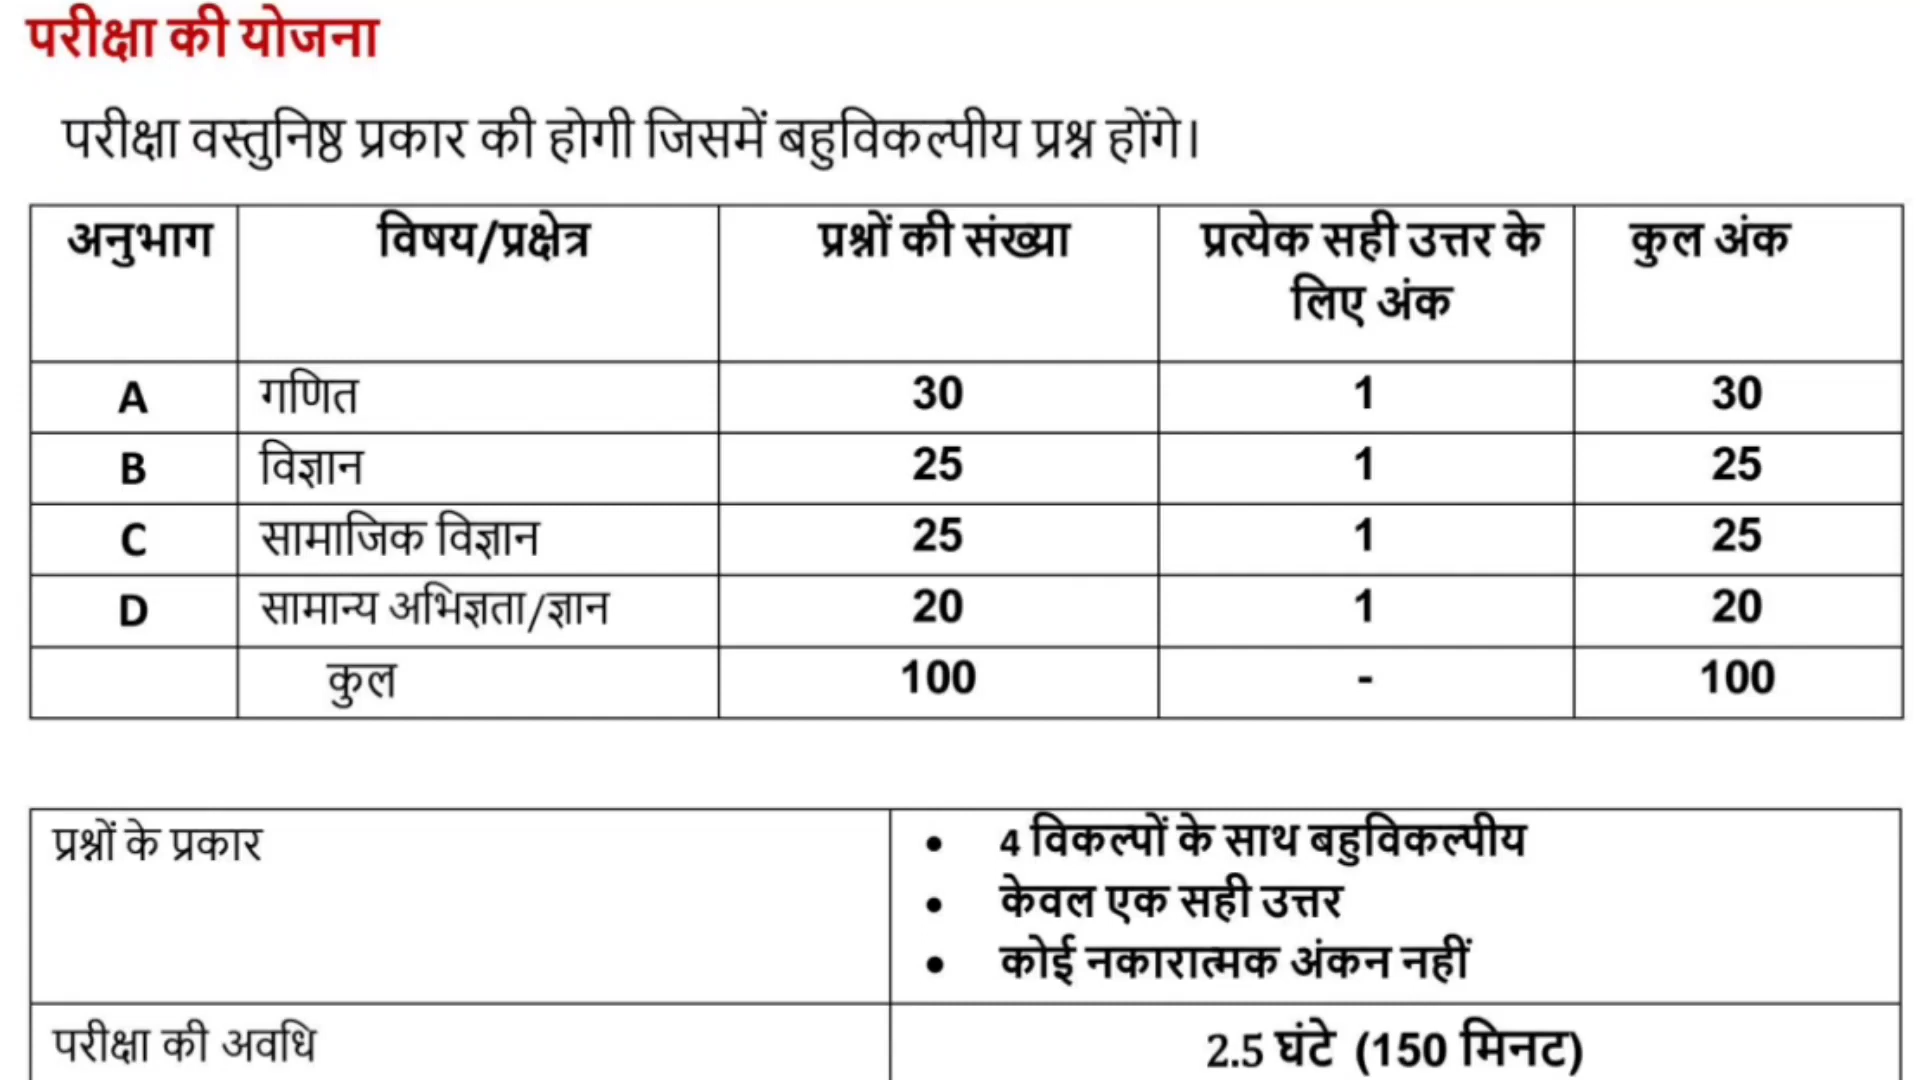 परीक्षा की योजना
परीक्षा वस्तुनिष्ठ प्रकार की होगी जिसमें बहुविकल्पीय प्रश्न होंगे।
अनुभाग विषय/प्रक्षेत्र प्रश्नों की संख्या प्रत्येक सही उत्तर के कुल अंक
लिए अंक
A गणित 30 1 30
B विज्ञान 25 1 25
C सामाजिक विज्ञान 25 1 25
D सामान्य अभिज्ञता/ज्ञान 20 1 20
कुल 100 - 100
प्रश्नों के प्रकार • 4 विकल्पों के साथ बहुविकल्पीय
• केवल एक सही उत्तर
• कोई नकारात्मक अंकन नहीं
परीक्षा की अवधि 2.5 घंटे (150 मिनट)